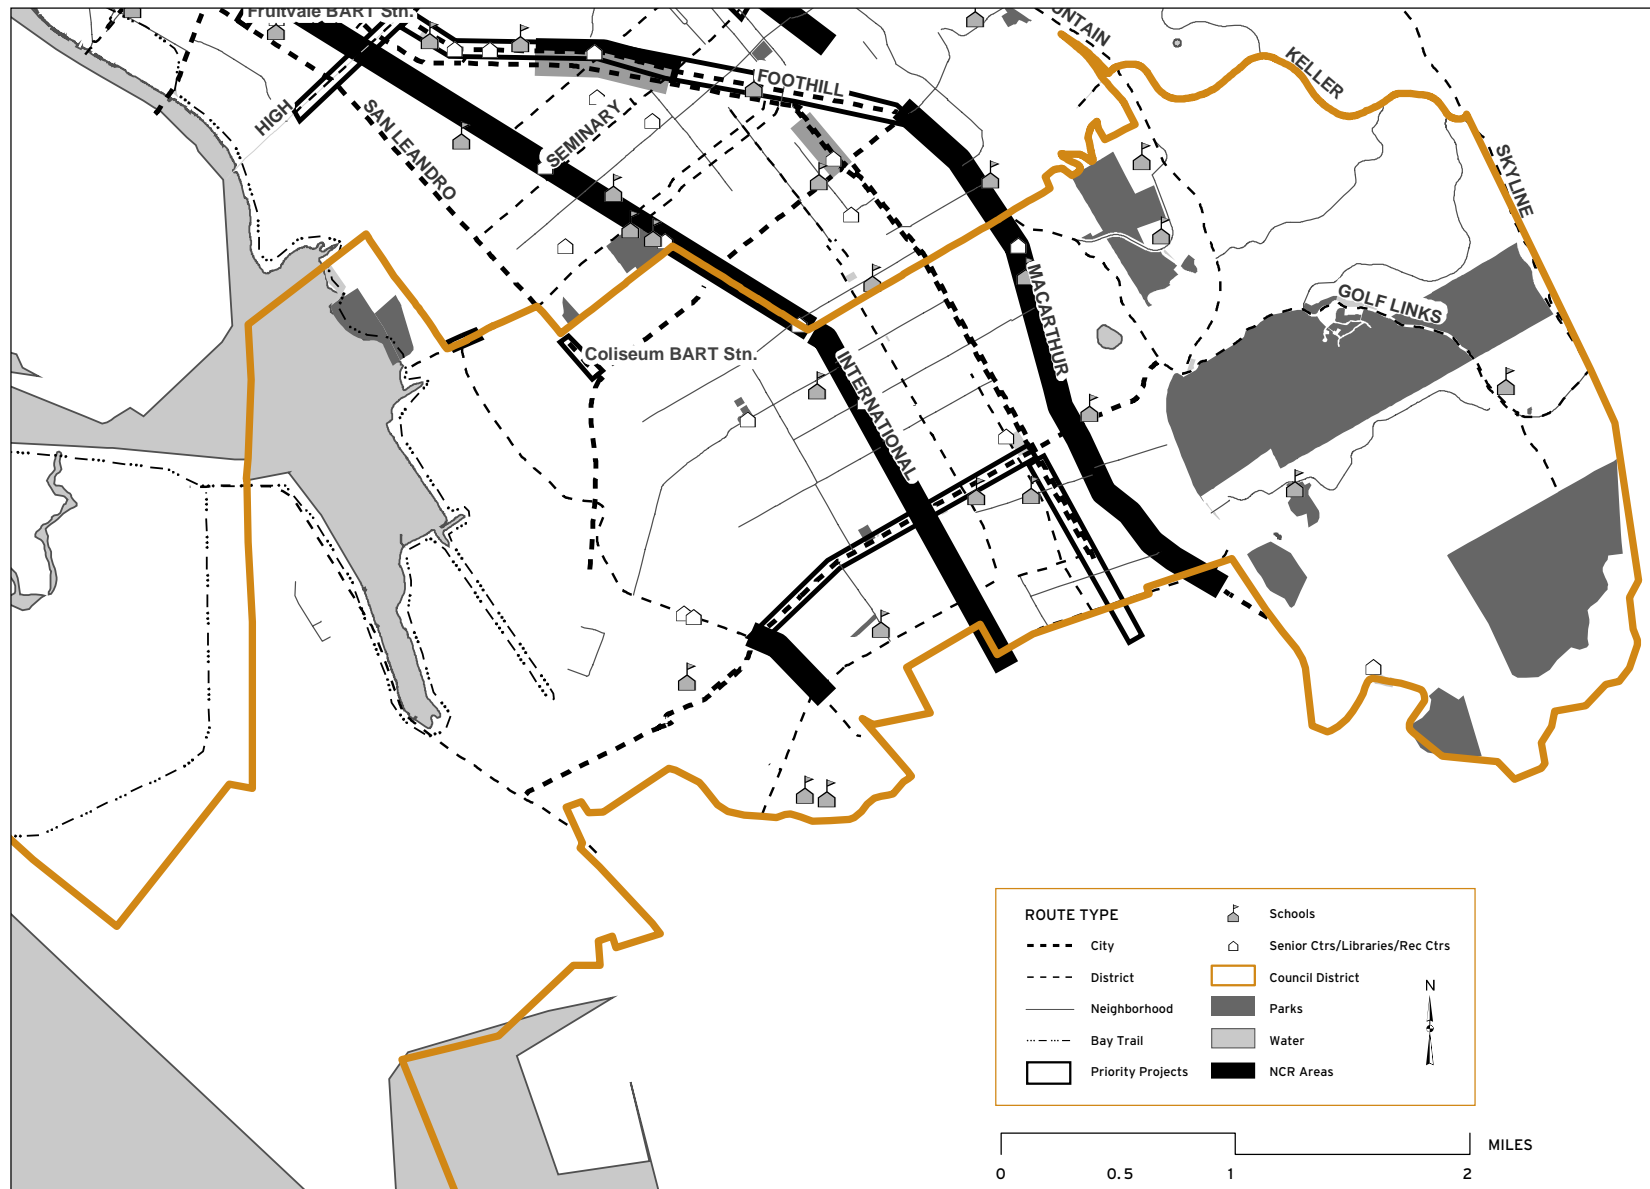 Fruitvale BART Stn.
UNTAIN
KELLER
FOOTHILL
HIGH
SAN LEANDRO
SEMINARY
SKYLINE
MACARTHUR
GOLF LINKS
Coliseum BART Stn.
INTERNATIONAL
ROUTE TYPE
City
District
Neighborhood
Bay Trail
Priority Projects
Schools
Senior Ctrs/Libraries/Rec Ctrs
Council District
Parks
Water
NCR Areas
N
MILES
0 0.5 1 2